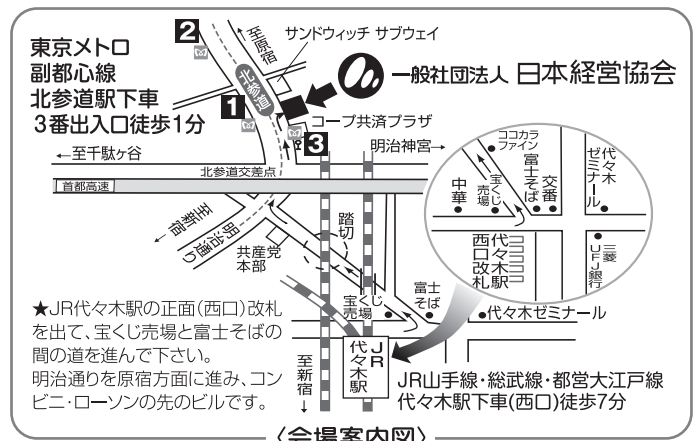 東京メトロ
副都心線
北参道駅下車
3番出入口徒歩1分
2
至原宿
サンドウィッチ サブウェイ
北参道
1
一般社団法人 日本経営協会
コープ共済プラザ
3
明治神宮→
←至千駄ヶ谷
北参道交差点
首都高速
至新宿
明治通り
共産党
本部
踏切
ココカラ
ファイン
代々木
ゼミナール
富士そば
交番
宝くじ
売場
中華
代々木駅
西口改札
三菱
UFJ銀行
宝くじ
売場
富士
そば
代々木ゼミナール
JR
代々木駅
至新宿
★JR代々木駅の正面(西口)改札
を出て、宝くじ売場と富士そばの
間の道を進んで下さい。
明治通りを原宿方面に進み、コン
ビニ・ローソンの先のビルです。
JR山手線・総武線・都営大江戸線
代々木駅下車(西口)徒歩7分
〈会場案内図〉